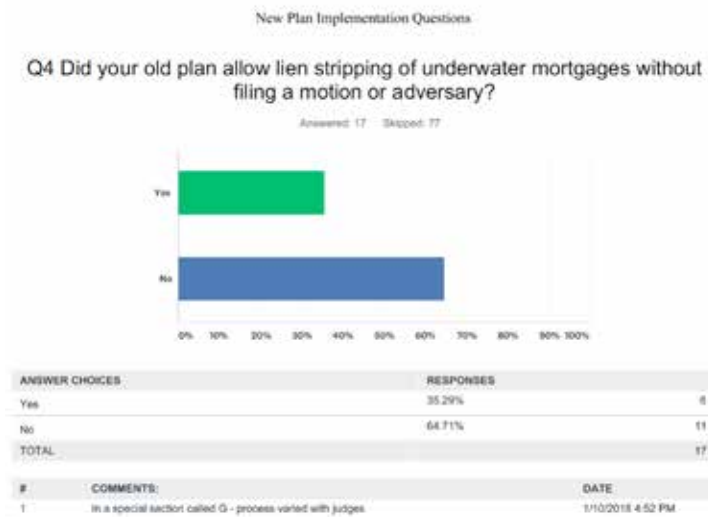 New Plan Implementation Questions
Q4 Did your old plan allow lien stripping of underwater mortgages without
filing a motion or adversary?
Answered: 17 Skipped: 77
Yes
No
0% 10% 20% 30% 40% 50% 60% 70% 80% 90% 100%
ANSWER CHOICES RESPONSES
Yes 35.29% 6
No 64.71% 11
TOTAL 17
# COMMENTS: DATE
1 In a special section called G - process varied with judges 1/10/2018 4:52 PM